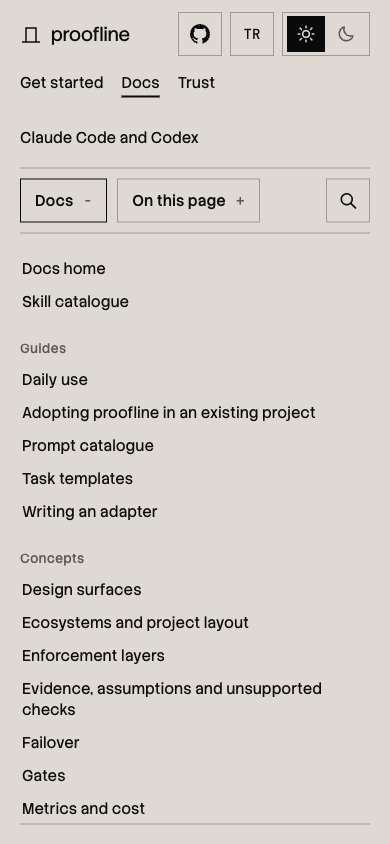 proofline
TR
Get started Docs Trust
Claude Code and Codex
Docs -
On this page +
Docs home
Skill catalogue
Guides
Daily use
Adopting proofline in an existing project
Prompt catalogue
Task templates
Writing an adapter
Concepts
Design surfaces
Ecosystems and project layout
Enforcement layers
Evidence, assumptions and unsupported
checks
Failover
Gates
Metrics and cost